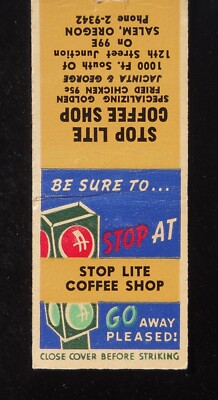 STOP LITE
COFFEE SHOP
SPECIALIZING GOLDEN
FRIED CHICKEN 95c
JACINTA & GEORGE
1000 Ft. South Of
12th Street Junction
On 99E
SALEM, OREGON
Phone 2-9342
BE SURE TO...
STOP AT
STOP LITE
COFFEE SHOP
GO AWAY
PLEASED!
CLOSE COVER BEFORE STRIKING